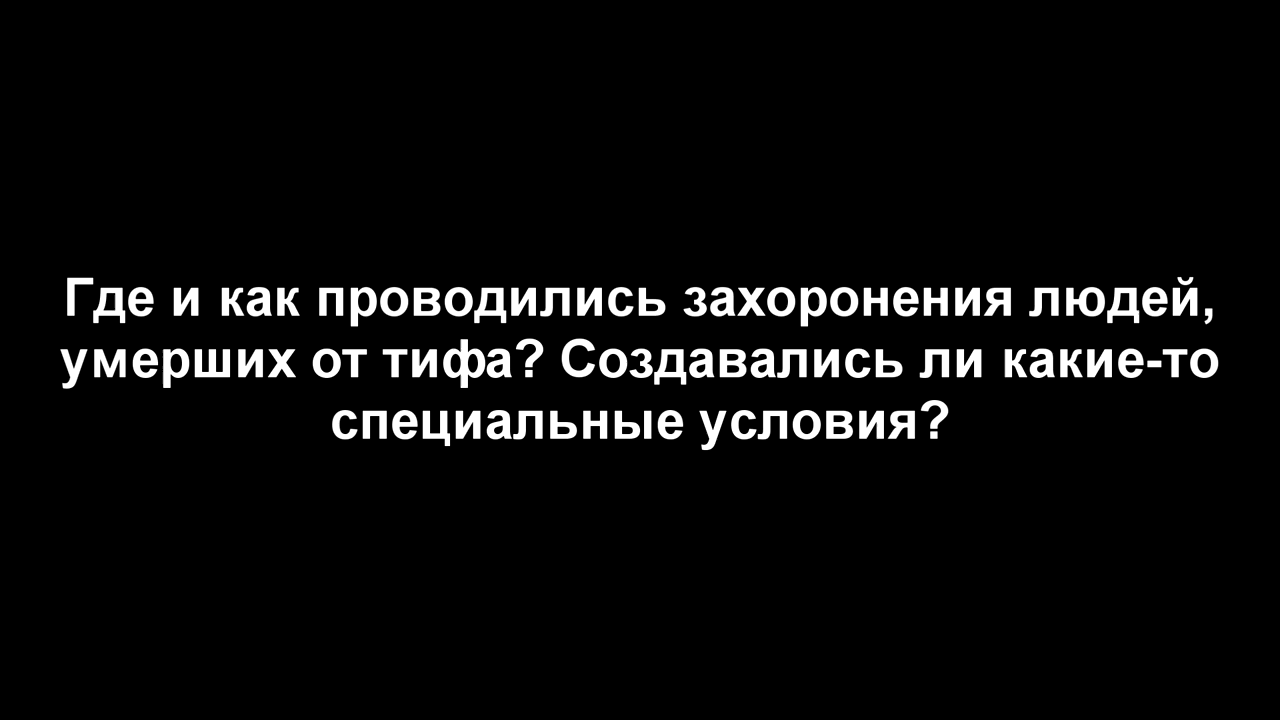 Где и как проводились захоронения людей,
умерших от тифа? Создавались ли какие-то
специальные условия?